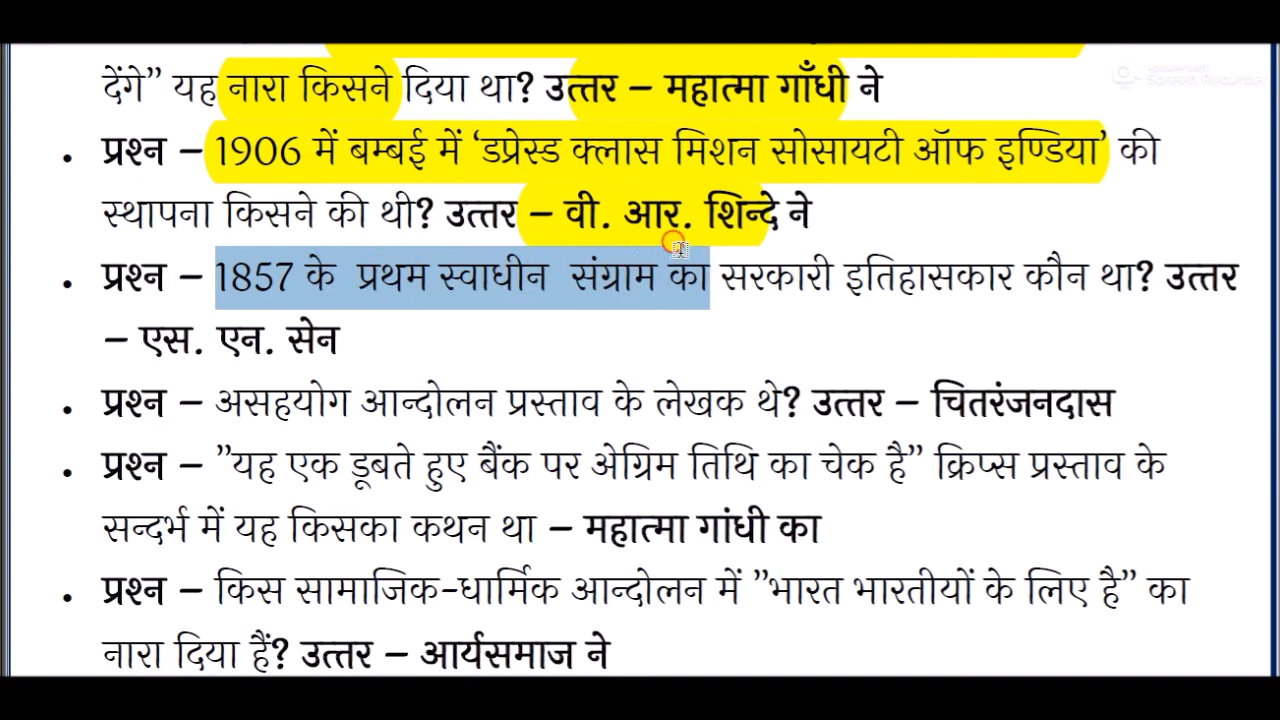 देंगे” यह नारा किसने दिया था? उत्तर – महात्मा गाँधी ने
• प्रश्न – 1906 में बम्बई में ‘डप्रेस्ड क्लास मिशन सोसायटी ऑफ इण्डिया’ की
स्थापना किसने की थी? उत्तर – वी. आर. शिन्दे ने
• प्रश्न – 1857 के प्रथम स्वाधीन संग्राम का सरकारी इतिहासकार कौन था? उत्तर
– एस. एन. सेन
• प्रश्न – असहयोग आन्दोलन प्रस्ताव के लेखक थे? उत्तर – चितरंजनदास
• प्रश्न – ”यह एक डूबते हुए बैंक पर अेग्रिम तिथि का चेक है” क्रिप्स प्रस्ताव के
सन्दर्भ में यह किसका कथन था – महात्मा गांधी का
• प्रश्न – किस सामाजिक-धार्मिक आन्दोलन में ”भारत भारतीयों के लिए है” का
नारा दिया हैं? उत्तर – आर्यसमाज ने